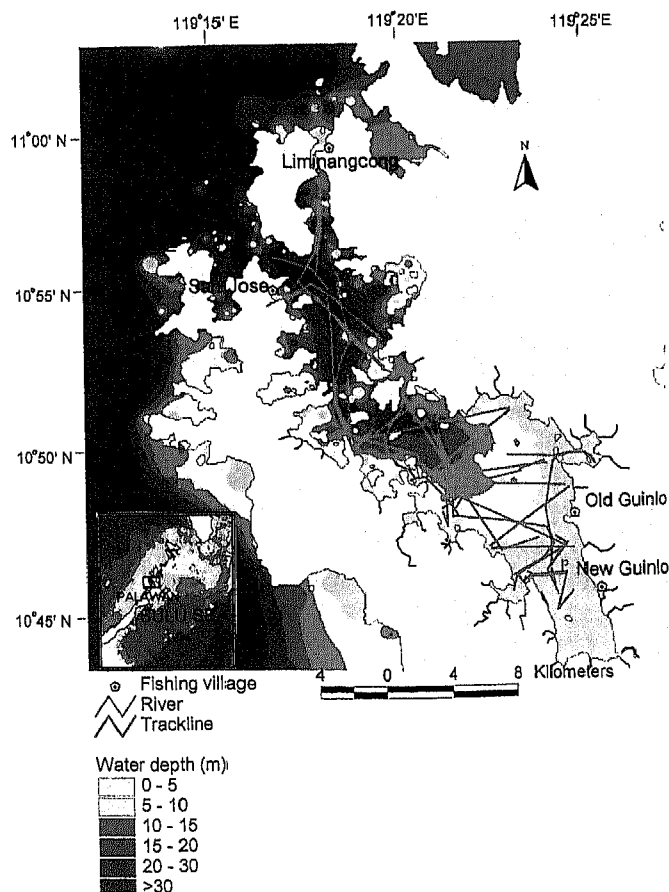 119°15' E
119°20' E
119°25' E
11°00' N
10°55' N
10°50' N
10°45' N
N
Liminangcong
San Jose
Old Guinlo
New Guinlo
PALAWAN
SULU SEA
4 0 4 8
Kilometers
Fishing village
River
Trackline
Water depth (m)
0 - 5
5 - 10
10 - 15
15 - 20
20 - 30
>30